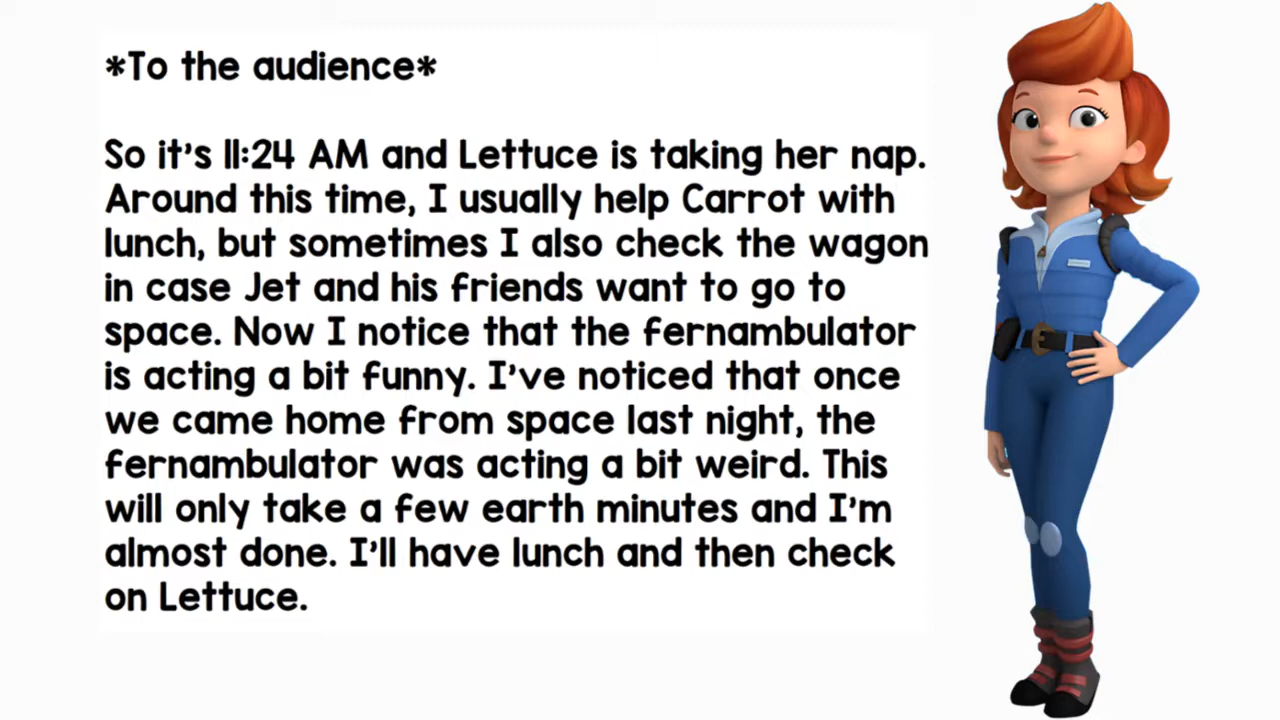 *To the audience*
So it's 11:24 AM and Lettuce is taking her nap.
Around this time, I usually help Carrot with
lunch, but sometimes I also check the wagon
in case Jet and his friends want to go to
space. Now I notice that the fernambulator
is acting a bit funny. I've noticed that once
we came home from space last night, the
fernambulator was acting a bit weird. This
will only take a few earth minutes and I'm
almost done. I'll have lunch and then check
on Lettuce.